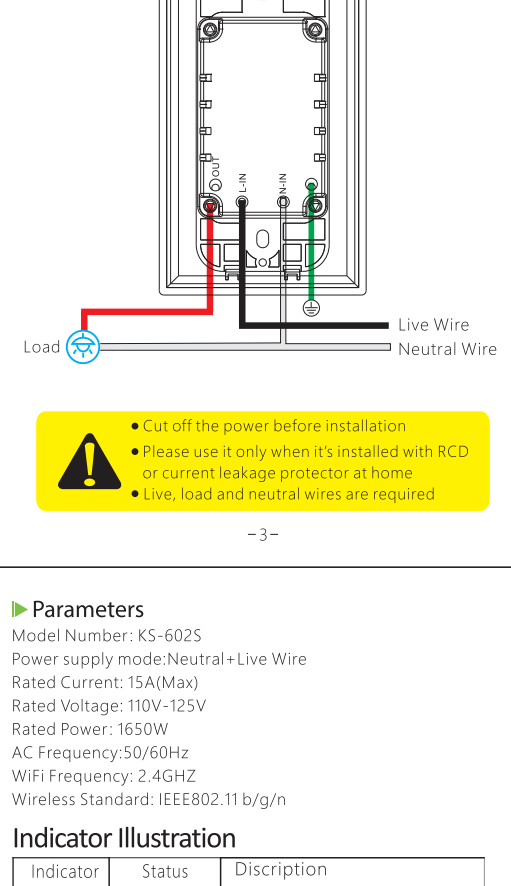 OUT
L-IN
N-IN
Live Wire
Load
Neutral Wire
• Cut off the power before installation
• Please use it only when it's installed with RCD
or current leakage protector at home
• Live, load and neutral wires are required
-3-
Parameters
Model Number: KS-602S
Power supply mode:Neutral+Live Wire
Rated Current: 15A(Max)
Rated Voltage: 110V-125V
Rated Power: 1650W
AC Frequency:50/60Hz
WiFi Frequency: 2.4GHZ
Wireless Standard: IEEE802.11 b/g/n
Indicator Illustration
Indicator Status Discription